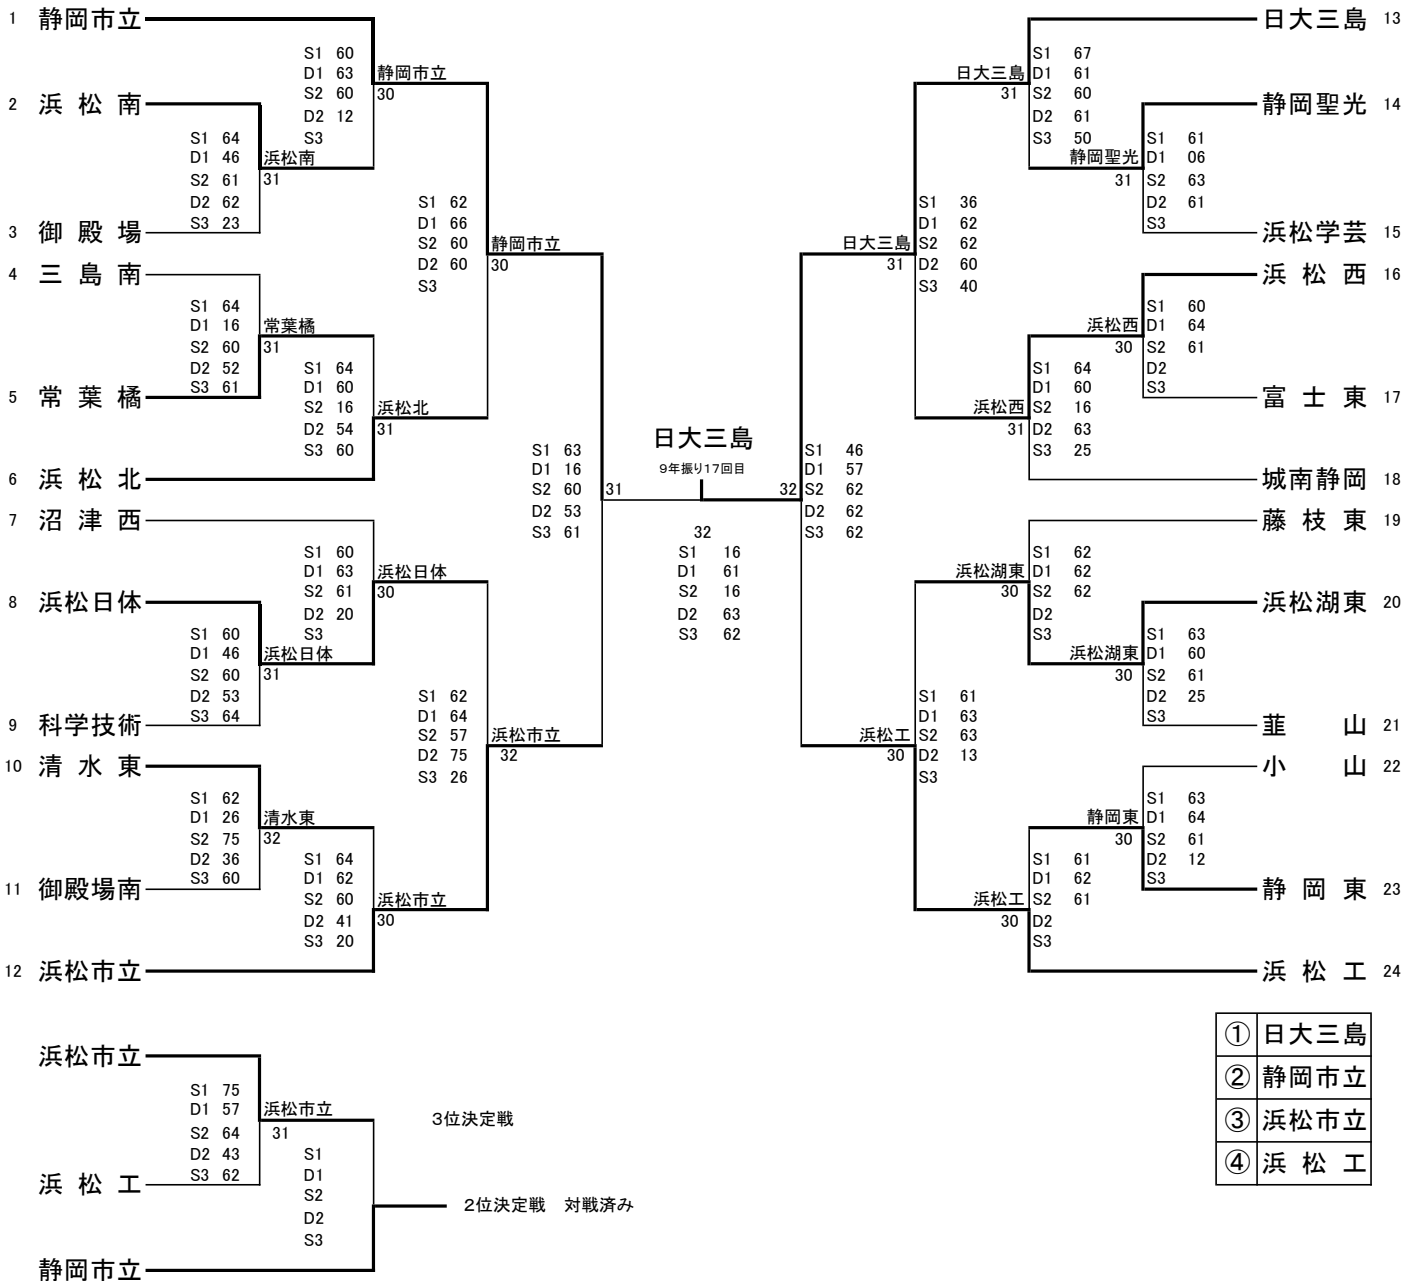 1 静岡市立
S1 60
D1 63
S2 60
D2 12
S3
静岡市立
30
2 浜松南
S1 64
D1 46
S2 61
D2 62
S3 23
浜松南
31
3 御殿場
S1 62
D1 66
S2 60
D2 60
S3
静岡市立
30
4 三島南
S1 64
D1 16
S2 60
D2 52
S3 61
常葉橘
31
5 常葉橘
S1 64
D1 60
S2 16
D2 54
S3 60
浜松北
31
6 浜松北
S1 63
D1 16
S2 60
D2 53
S3 61
31
7 沼津西
S1 60
D1 63
S2 61
D2 20
S3
浜松日体
30
8 浜松日体
S1 60
D1 46
S2 60
D2 53
S3 64
浜松日体
31
9 科学技術
S1 62
D1 64
S2 57
D2 75
S3 26
浜松市立
32
10 清水東
S1 62
D1 26
S2 75
D2 36
S3 60
清水東
32
11 御殿場南
S1 64
D1 62
S2 60
D2 41
S3 20
浜松市立
30
12 浜松市立
日大三島
9年振り17回目
32
S1 16
D1 61
S2 16
D2 63
S3 62
日大三島 13
S1 67
D1 61
S2 60
D2 61
S3 50
日大三島
31
静岡聖光 14
S1 61
D1 06
S2 63
D2 61
S3
静岡聖光
31
浜松学芸 15
S1 36
D1 62
S2 62
D2 60
S3 40
日大三島
31
浜松西 16
S1 60
D1 64
S2 61
D2
S3
浜松西
30
富士東 17
S1 64
D1 60
S2 16
D2 63
S3 25
浜松西
31
城南静岡 18
S1 46
D1 57
S2 62
D2 62
S3 62
32
藤枝東 19
S1 62
D1 62
S2 62
D2
S3
浜松湖東
30
浜松湖東 20
S1 63
D1 60
S2 61
D2 25
S3
浜松湖東
30
韮山 21
S1 61
D1 63
S2 63
D2 13
S3
浜松工
30
小山 22
S1 63
D1 64
S2 61
D2 12
S3
静岡東
30
静岡東 23
S1 61
D1 62
S2 61
D2
S3
浜松工
30
浜松工 24
浜松市立
S1 75
D1 57
S2 64
D2 43
S3 62
浜松市立
31
3位決定戦
浜松工
S1
D1
S2
D2
S3
2位決定戦 対戦済み
静岡市立
① 日大三島
② 静岡市立
③ 浜松市立
④ 浜松工